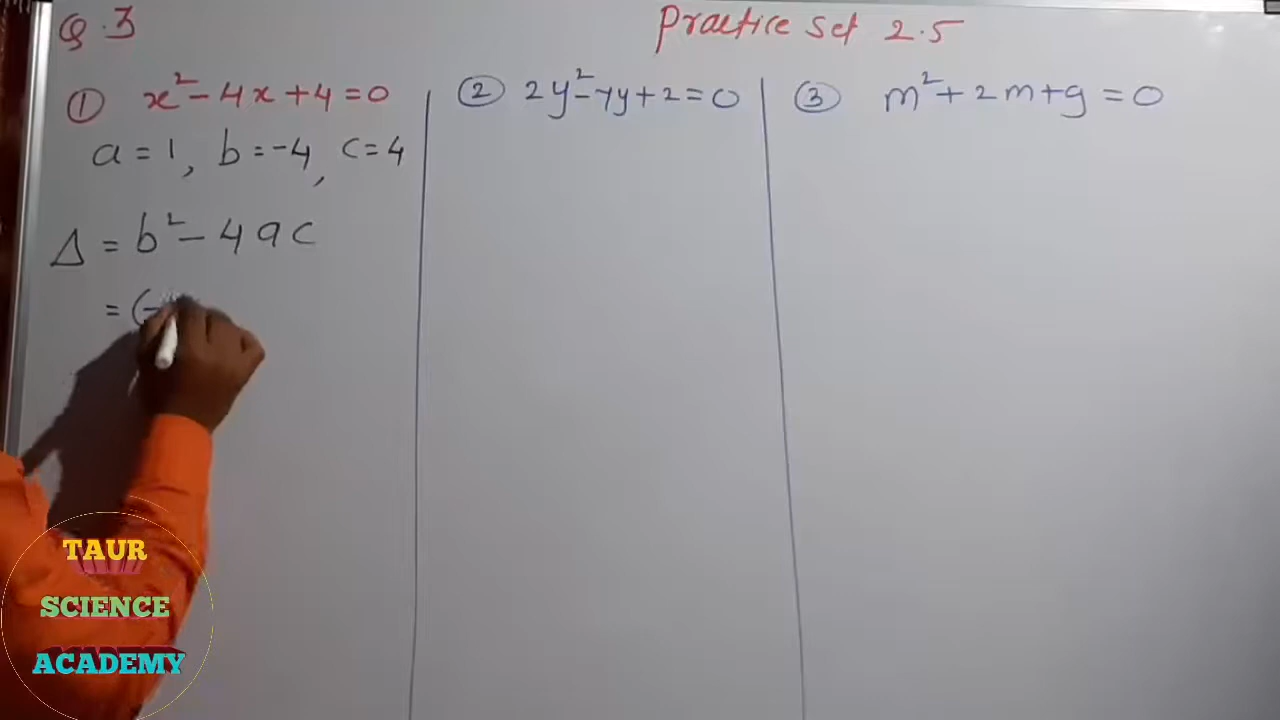 Q.3
Practice Set 2.5
① x² - 4x + 4 = 0
a = 1, b = -4, c = 4
Δ = b² - 4ac
= (-
② 2y² - 7y + 2 = 0
③ m² + 2m + 9 = 0
TAUR
SCIENCE
ACADEMY